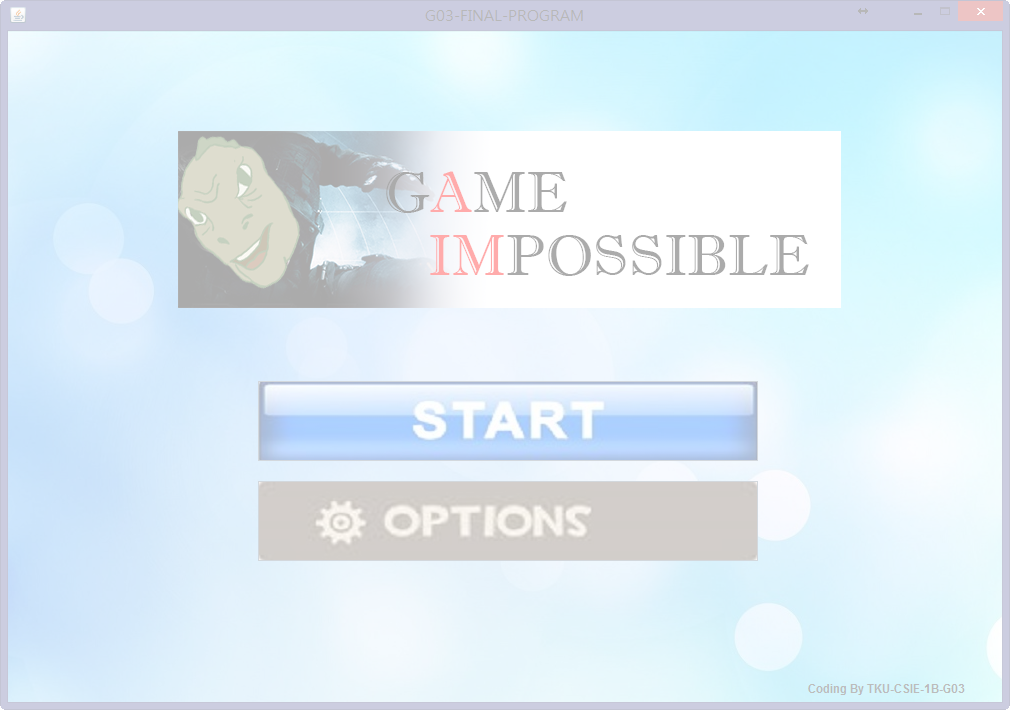 G03-FINAL-PROGRAM
GAME
IMPOSSIBLE
START
OPTIONS
Coding By TKU-CSIE-1B-G03